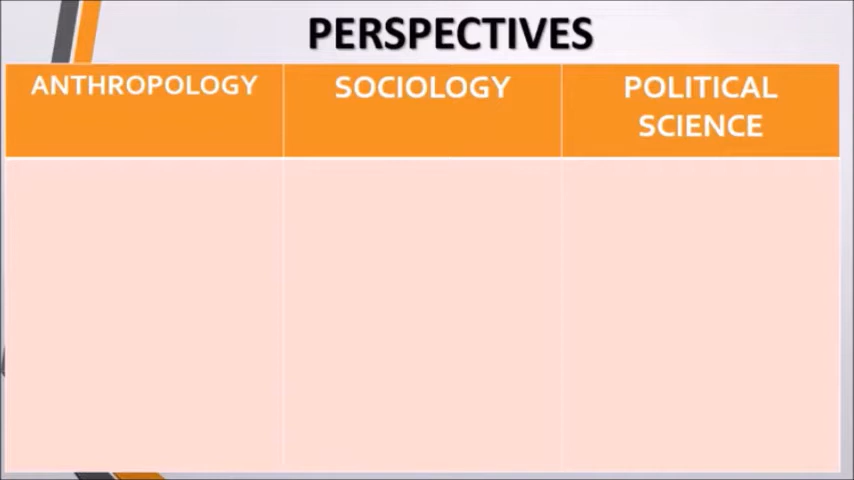 PERSPECTIVES
ANTHROPOLOGY
SOCIOLOGY
POLITICAL
SCIENCE